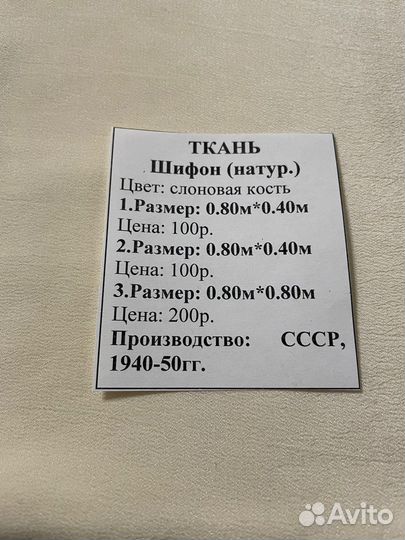 ТКАНЬ
Шифон (натур.)
Цвет: слоновая кость
1.Размер: 0.80м*0.40м
Цена: 100р.
2.Размер: 0.80м*0.40м
Цена: 100р.
3.Размер: 0.80м*0.80м
Цена: 200р.
Производство: СССР,
1940-50гг.
Avito